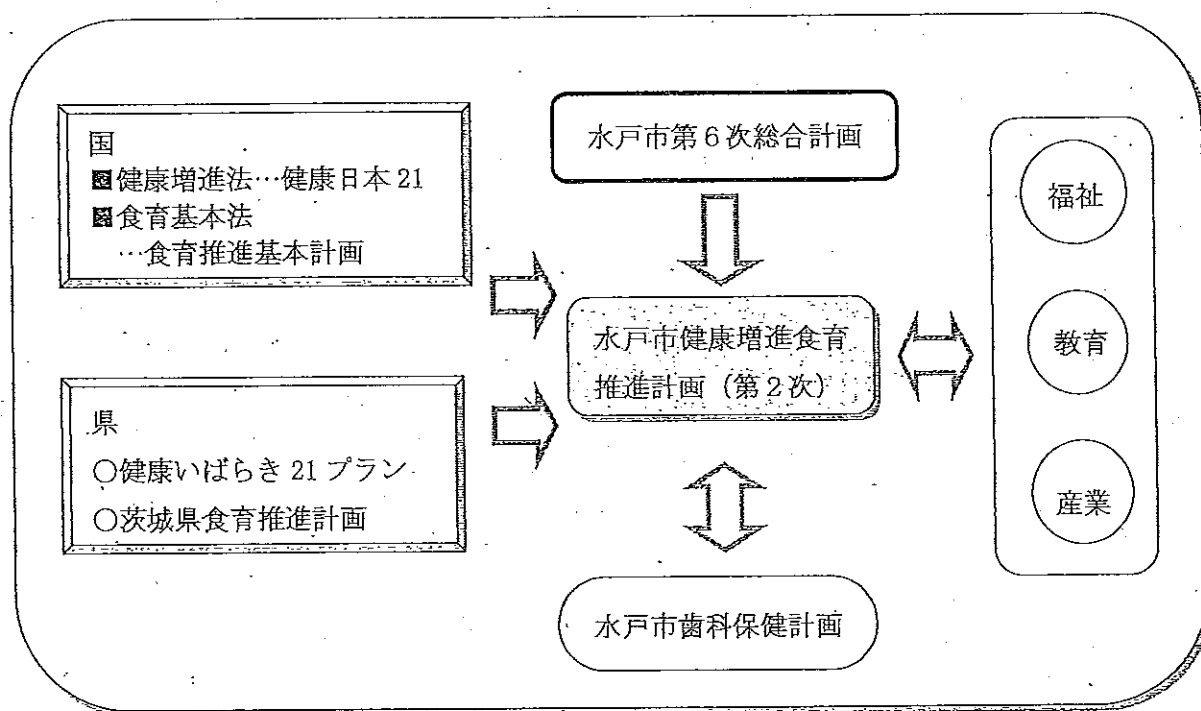 国
■健康増進法…健康日本21
■食育基本法
…食育推進基本計画
県
○健康いばらき21プラン
○茨城県食育推進計画
水戸市第6次総合計画
水戸市健康増進食育
推進計画（第2次）
水戸市歯科保健計画
福祉
教育
産業